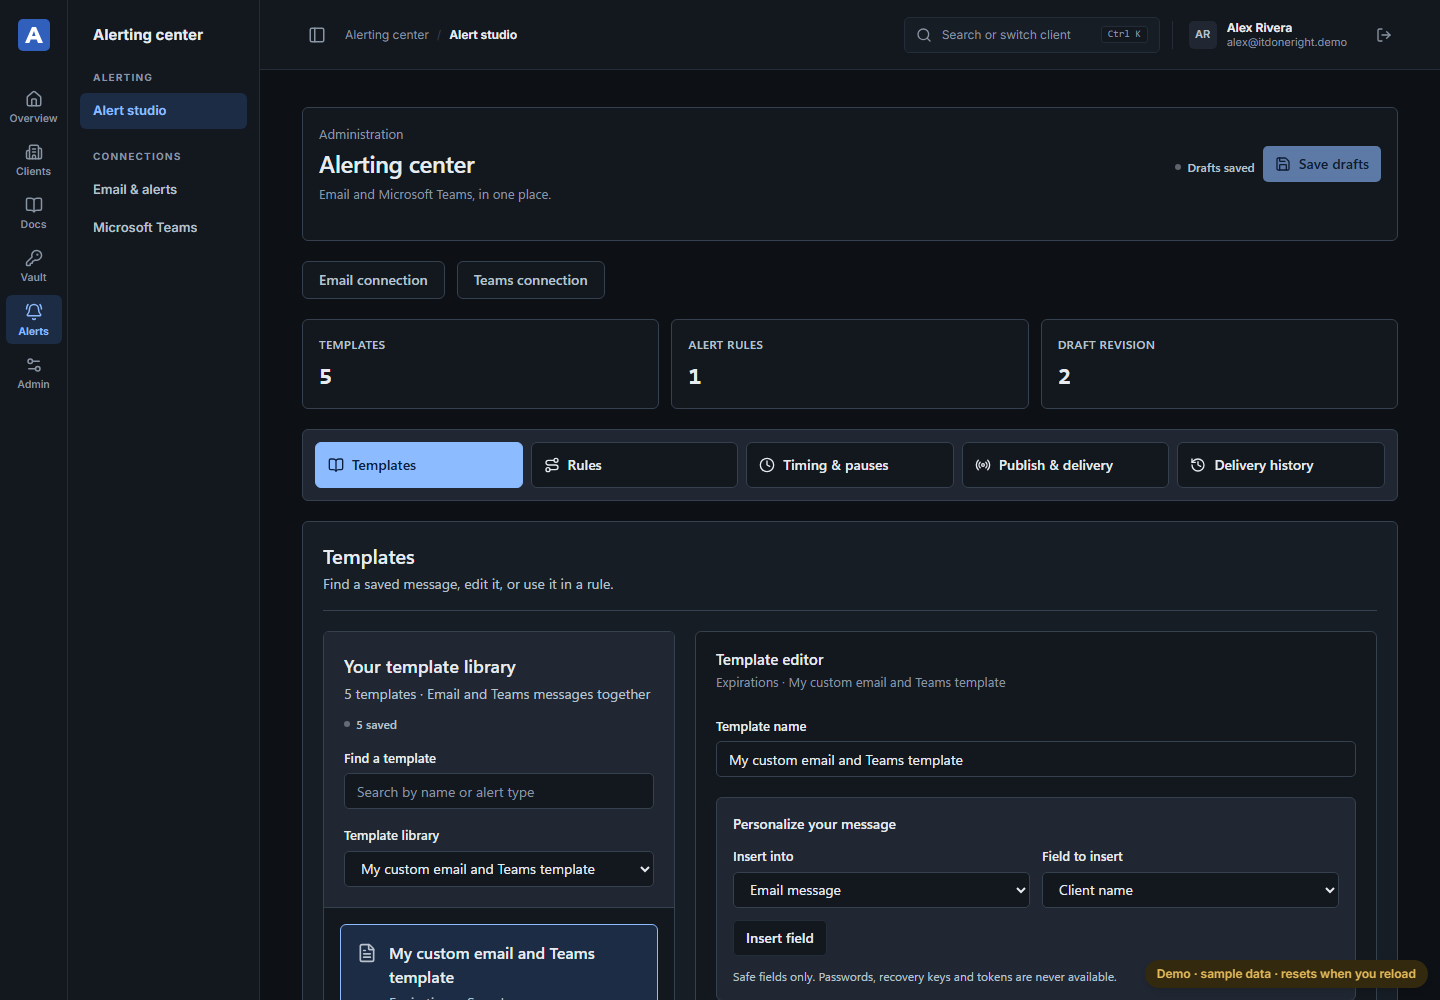 A
Overview
Clients
Docs
Vault
Alerts
Admin
Alerting center
ALERTING
Alert studio
CONNECTIONS
Email & alerts
Microsoft Teams
Alerting center / Alert studio
Search or switch client Ctrl K
AR
Alex Rivera
alex@itdoneright.demo
Administration
Alerting center
Email and Microsoft Teams, in one place.
Drafts saved
Save drafts
Email connection
Teams connection
TEMPLATES
5
ALERT RULES
1
DRAFT REVISION
2
Templates
Rules
Timing & pauses
Publish & delivery
Delivery history
Templates
Find a saved message, edit it, or use it in a rule.
Your template library
5 templates · Email and Teams messages together
5 saved
Find a template
Search by name or alert type
Template library
My custom email and Teams template
My custom email and Teams
template
Template editor
Expirations · My custom email and Teams template
Template name
My custom email and Teams template
Personalize your message
Insert into
Email message
Field to insert
Client name
Insert field
Safe fields only. Passwords, recovery keys and tokens are never available.
Demo · sample data · resets when you reload